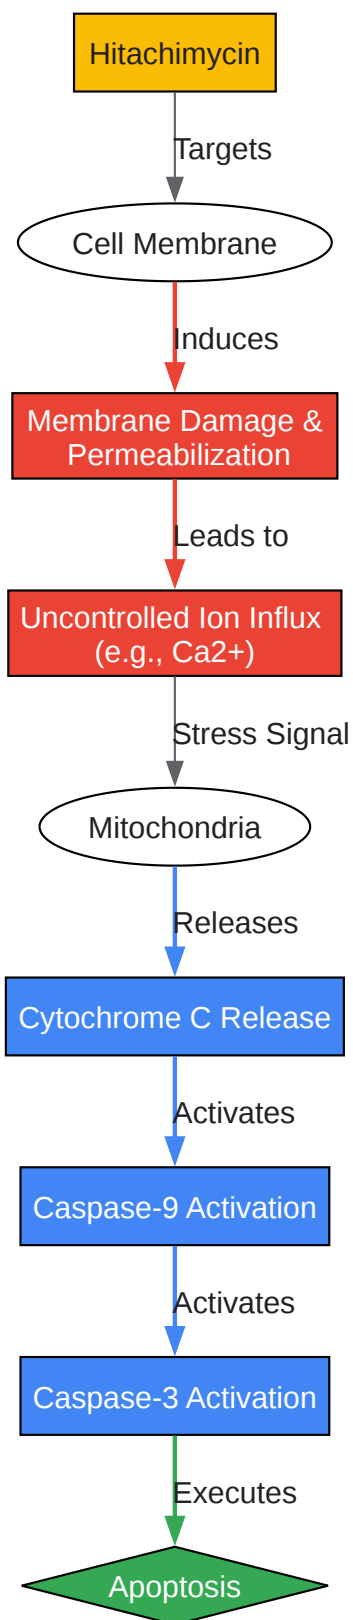 Hitachimycin
Targets
Cell Membrane
Induces
Membrane Damage &
Permeabilization
Leads to
Uncontrolled Ion Influx
(e.g., Ca2+)
Stress Signal
Mitochondria
Releases
Cytochrome C Release
Activates
Caspase-9 Activation
Activates
Caspase-3 Activation
Executes
Apoptosis